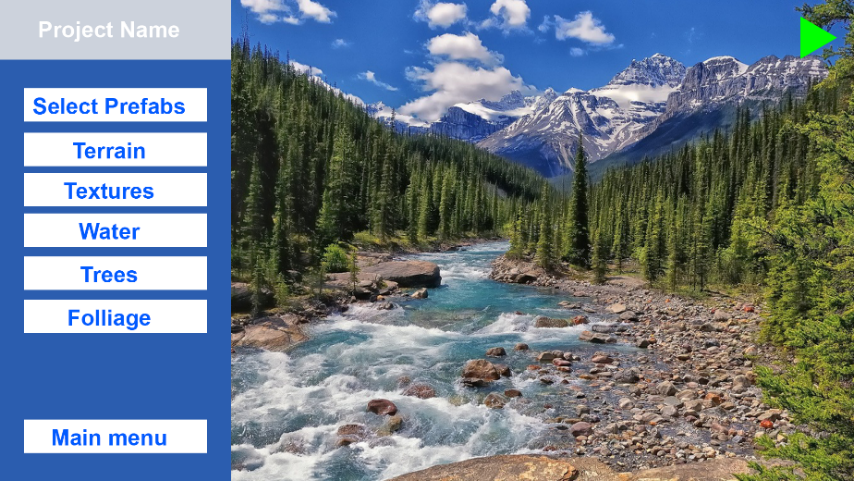 Project Name
Select Prefabs
Terrain
Textures
Water
Trees
Folliage
Main menu